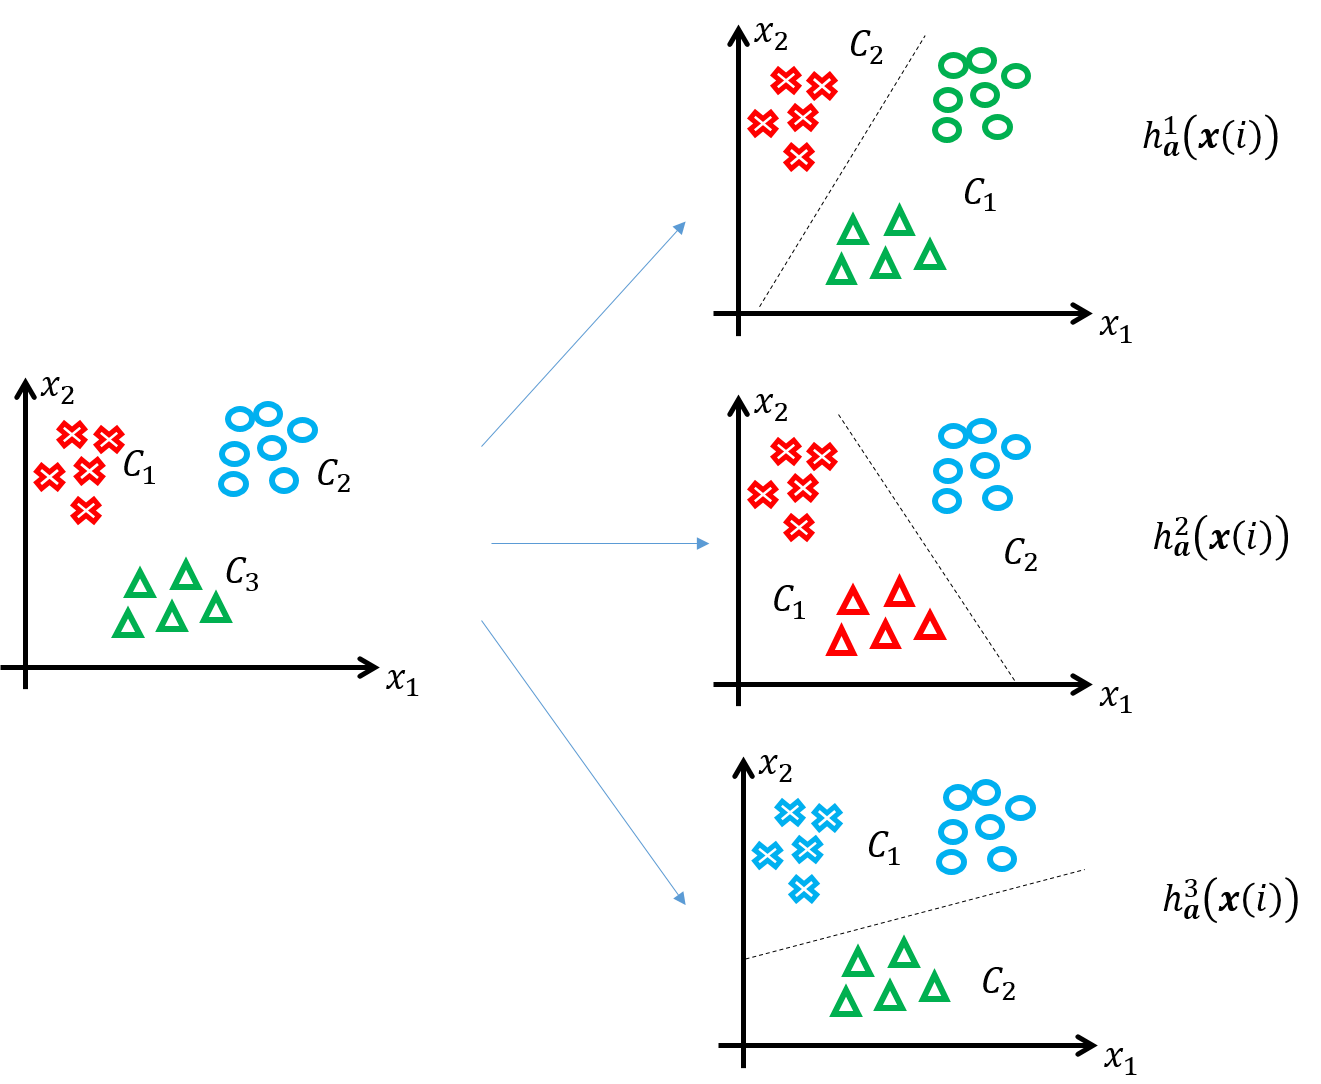 x₂
C₁
C₂
C₃
x₁
x₂
C₂
C₁
x₁
h¹ₐ(x(i))
x₂
C₂
C₁
x₁
h²ₐ(x(i))
x₂
C₁
C₂
x₁
h³ₐ(x(i))